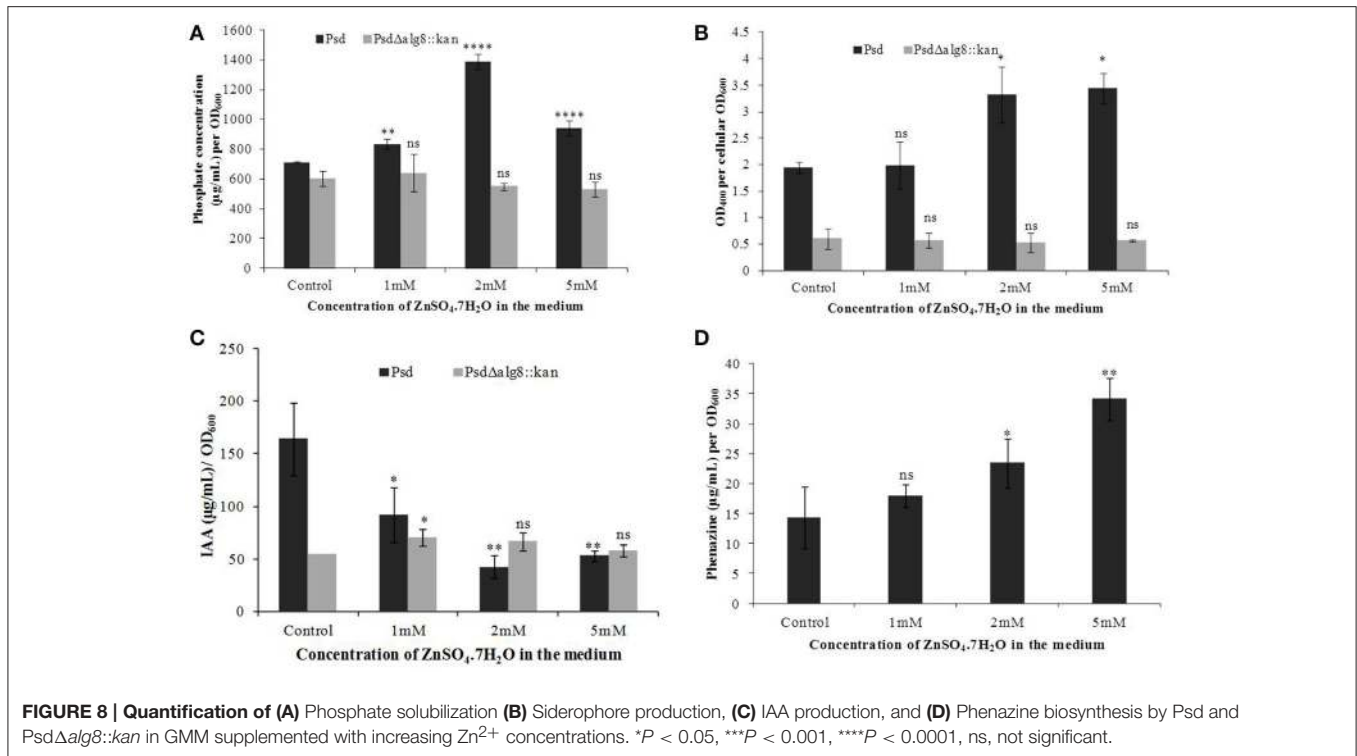 A
Psd PsdΔalg8::kan
Phosphate concentration
(µg/mL) per OD600
1600
1400
1200
1000
800
600
400
200
0
**
ns
****
ns
****
ns
Control 1mM 2mM 5mM
Concentration of ZnSO4.7H2O in the medium
B
Psd PsdΔalg8::kan
OD400 per cellular OD600
5
4.5
4
3.5
3
2.5
2
1.5
1
0.5
0
ns
ns
*
ns
*
ns
Control 1mM 2mM 5mM
Concentration of ZnSO4.7H2O in the medium
C
Psd PsdΔalg8::kan
IAA (µg/mL)/ OD600
250
200
150
100
50
0
*
*
**
ns
**
ns
Control 1mM 2mM 5mM
Concentration of ZnSO4.7H2O in the medium
D
Phenazine (µg/mL) per OD600
40
35
30
25
20
15
10
5
0
ns
*
**
Control 1mM 2mM 5mM
Concentration of ZnSO4.7H2O in the medium
FIGURE 8 | Quantification of (A) Phosphate solubilization (B) Siderophore production, (C) IAA production, and (D) Phenazine biosynthesis by Psd and
PsdΔalg8::kan in GMM supplemented with increasing Zn2+ concentrations. *P < 0.05, ***P < 0.001, ****P < 0.0001, ns, not significant.